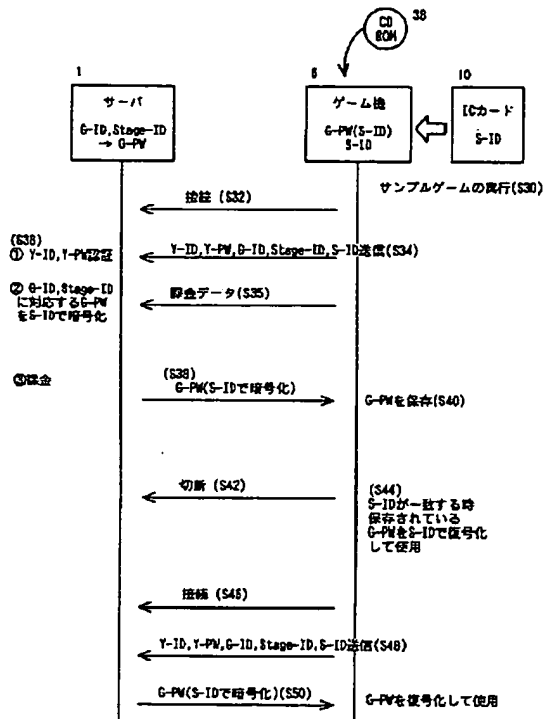 CD
ROM
38
1
6
10
サーバ
G-ID,Stage-ID
→ G-PW
ゲーム機
G-PW(S-ID)
S-ID
ICカード
S-ID
サンプルゲームの実行(S30)
接続 (S32)
Y-ID,Y-PW,G-ID,Stage-ID,S-ID送信(S34)
(S36)
① Y-ID,Y-PW認証
② G-ID,Stage-ID
に対応するG-PW
をS-IDで暗号化
課金データ(S35)
③課金
(S38)
G-PW(S-IDで暗号化)
G-PWを保存(S40)
切断 (S42)
(S44)
S-IDが一致する時
保存されている
G-PWをS-IDで復号化
して使用
接続 (S46)
Y-ID,Y-PW,G-ID,Stage-ID,S-ID送信(S48)
G-PW(S-IDで暗号化)(S50)
G-PWを復号化して使用